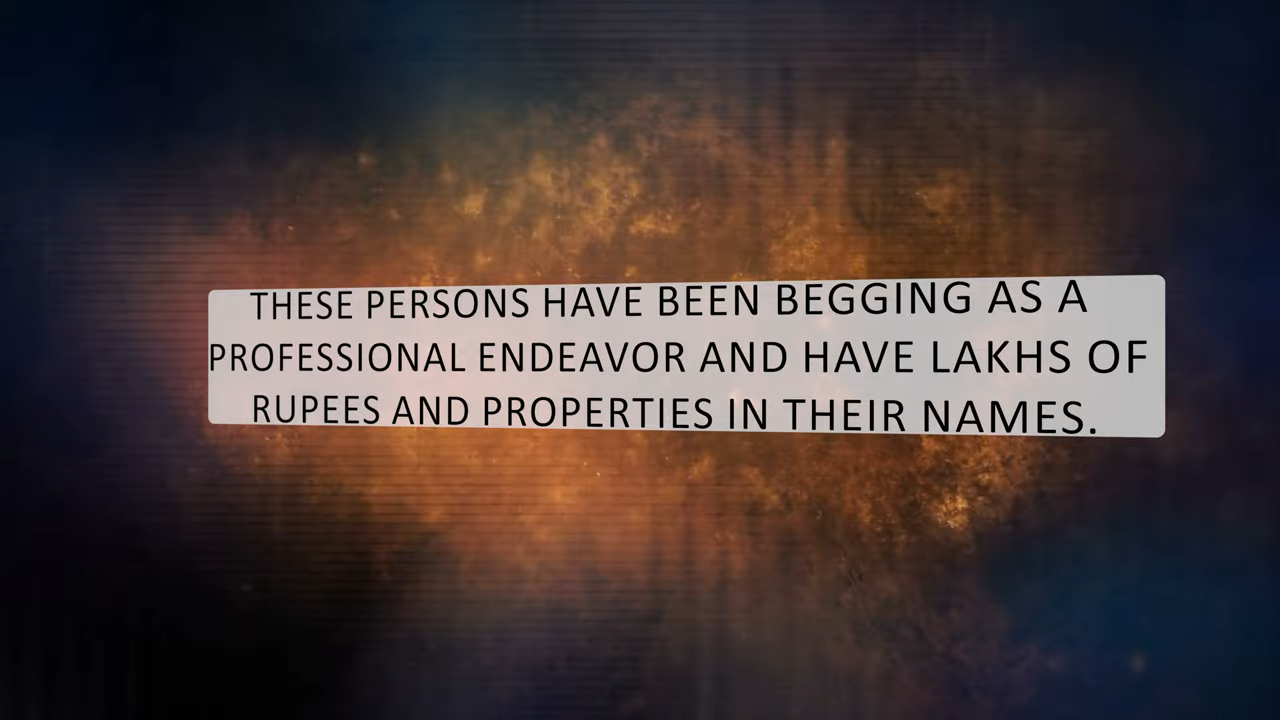 THESE PERSONS HAVE BEEN BEGGING AS A
PROFESSIONAL ENDEAVOR AND HAVE LAKHS OF
RUPEES AND PROPERTIES IN THEIR NAMES.